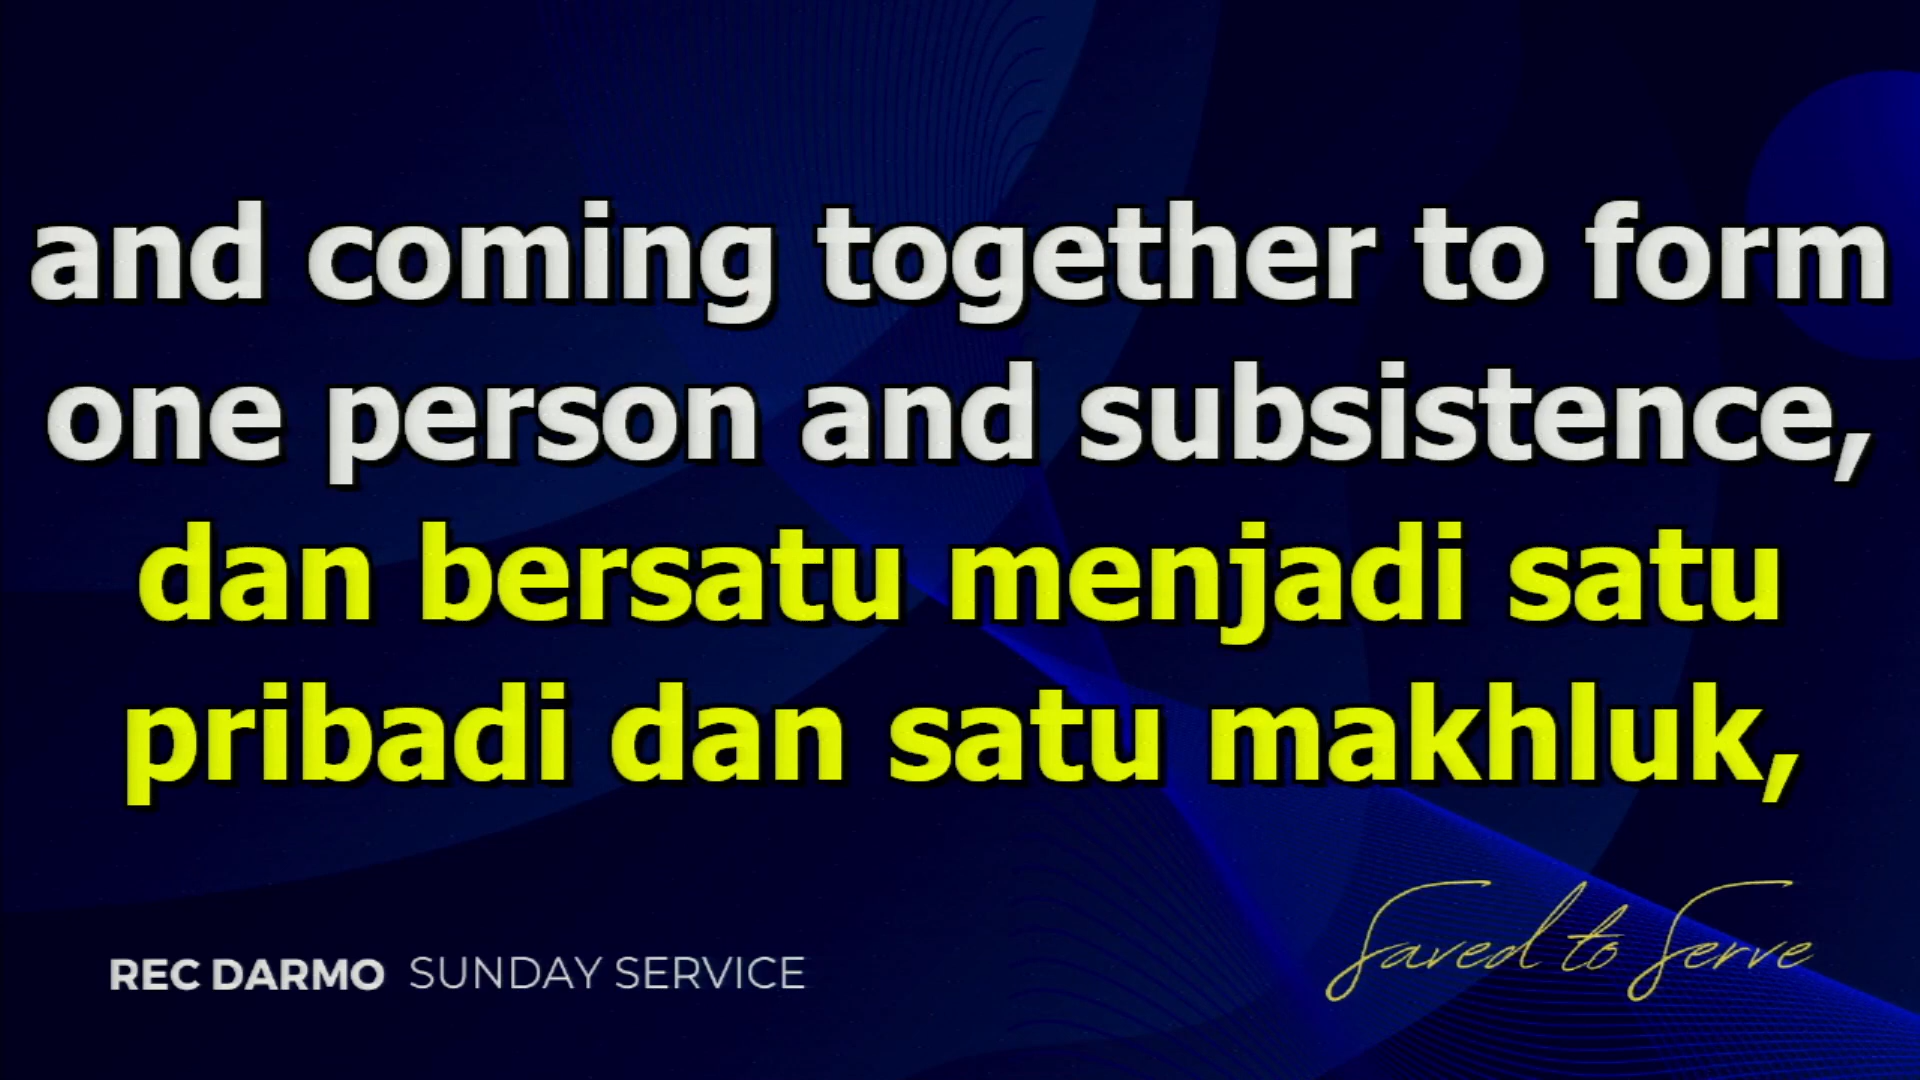 and coming together to form
one person and subsistence,
dan bersatu menjadi satu
pribadi dan satu makhluk,
REC DARMO SUNDAY SERVICE
Saved to Serve